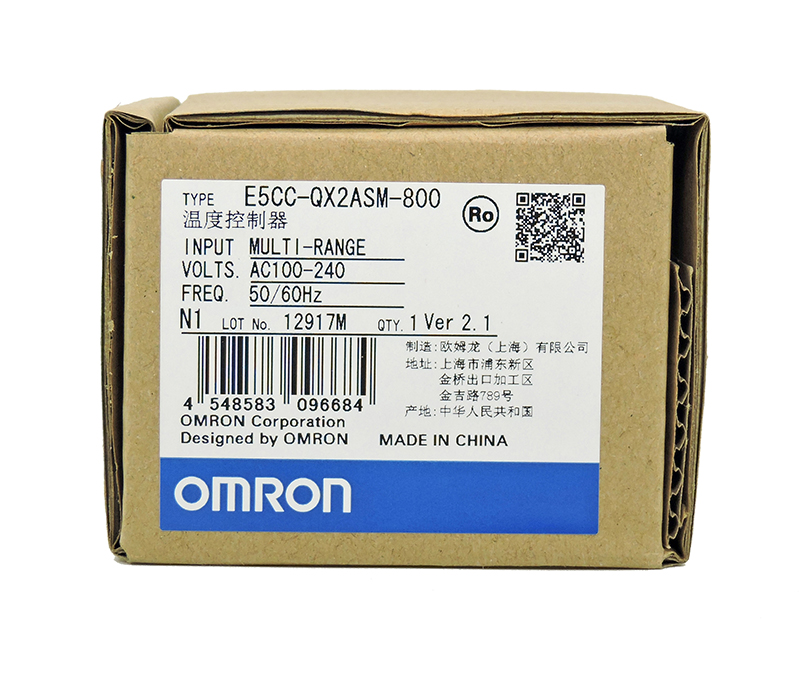 TYPE E5CC-QX2ASM-800
温度控制器
Ro
INPUT MULTI-RANGE
VOLTS. AC100-240
FREQ. 50/60Hz
N1 LOT No. 12917M QTY. 1 Ver 2.1
制造:欧姆龙(上海)有限公司
地址:上海市浦东新区
金桥出口加工区
金吉路789号
产地:中华人民共和国
4 548583 096684
OMRON Corporation
Designed by OMRON MADE IN CHINA
OMRON